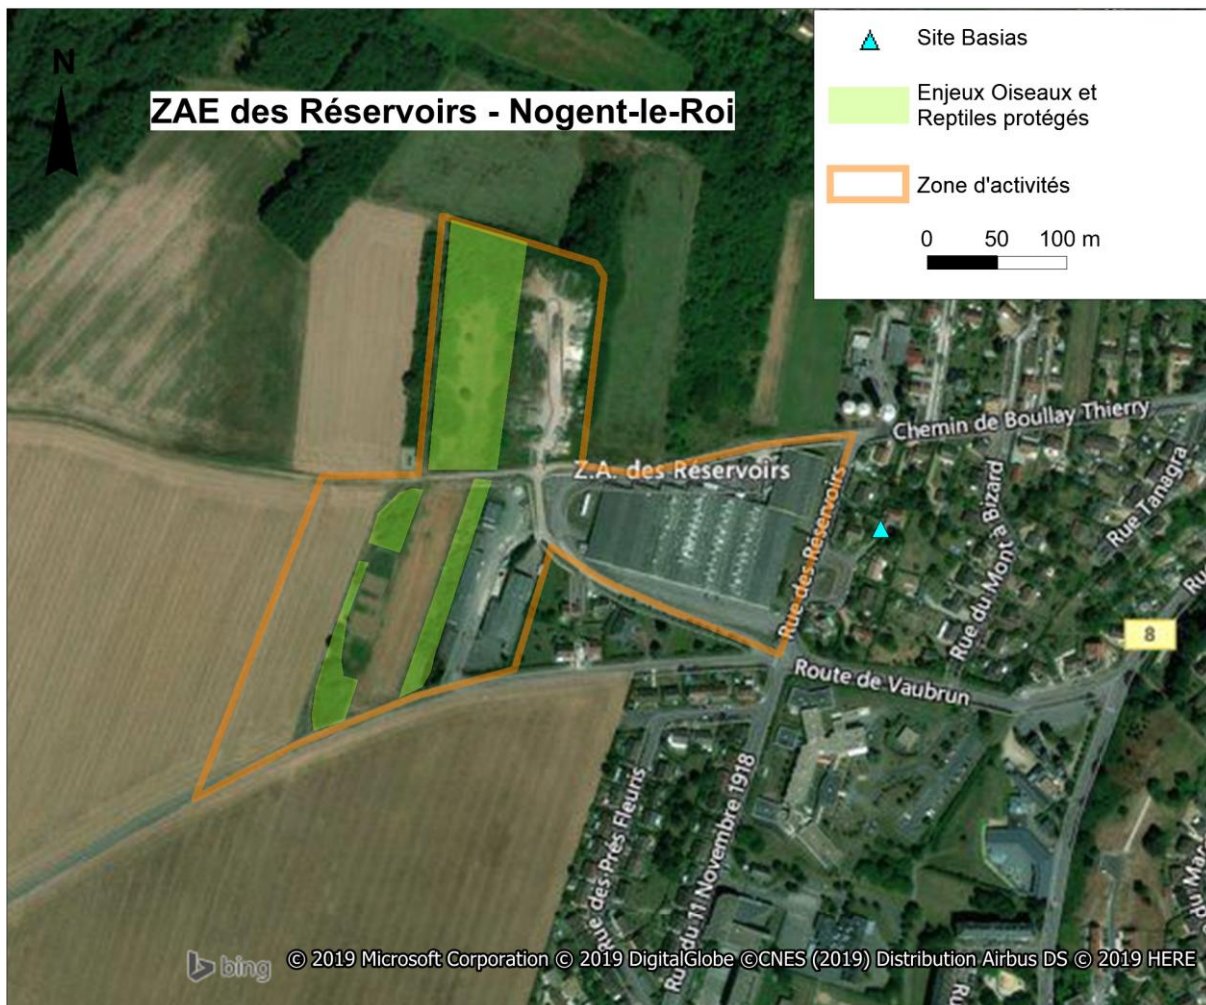 N
ZAE des Réservoirs - Nogent-le-Roi
Site Basias
Enjeux Oiseaux et
Reptiles protégés
Zone d'activités
0 50 100 m
Chemin de Boullay Thierry
Z.A. des Réservoirs
Rue des Réservoirs
Rue du Mont à Bizard
Rue Tanagra
8
Route de Vaubrun
Rue des Prés Fleuris
Rue du 11 Novembre 1918
bing
© 2019 Microsoft Corporation © 2019 DigitalGlobe ©CNES (2019) Distribution Airbus DS © 2019 HERE